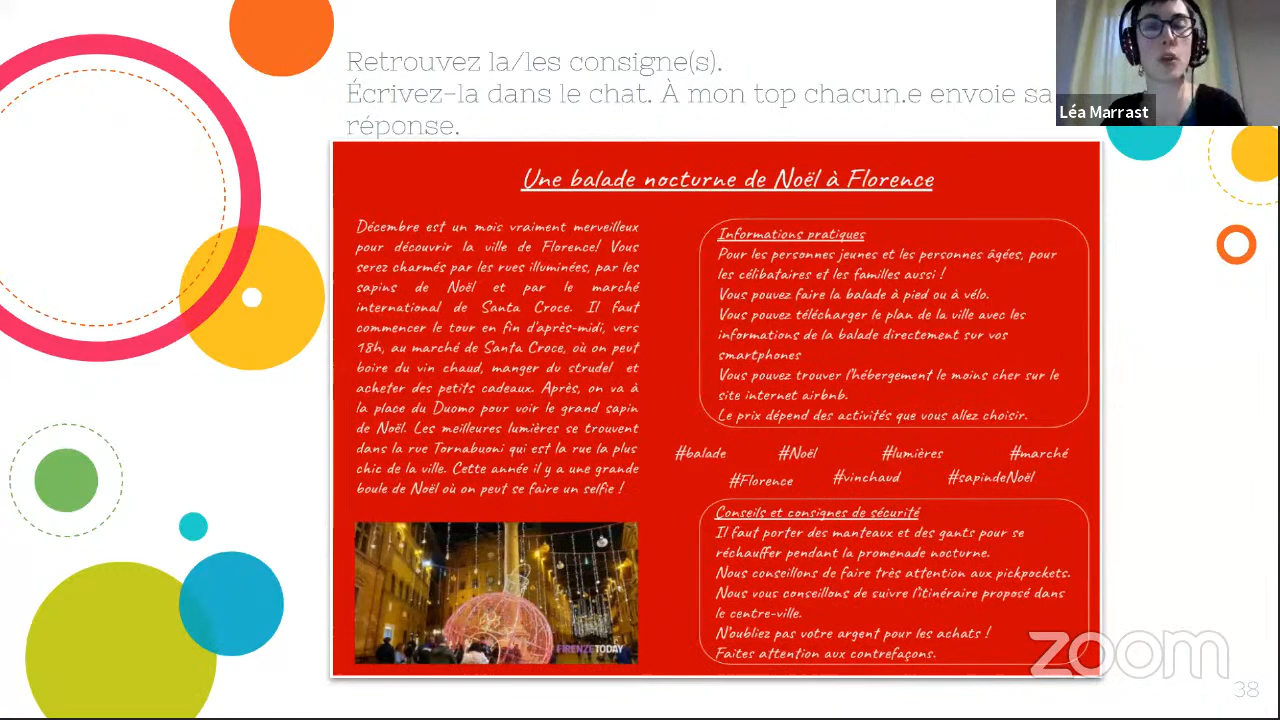 Retrouvez la/les consigne(s).
Écrivez-la dans le chat. À mon top chacun.e envoie sa
réponse.
Léa Marrast
Une balade nocturne de Noël à Florence
Décembre est un mois vraiment merveilleux
pour découvrir la ville de Florence! Vous
serez charmés par les rues illuminées, par les
sapins de Noël et par le marché
international de Santa Croce. Il faut
commencer le tour en fin d'après-midi, vers
18h, au marché de Santa Croce, où on peut
boire du vin chaud, manger du strudel et
acheter des petits cadeaux. Après, on va à
la place du Duomo pour voir le grand sapin
de Noël. Les meilleures lumières se trouvent
dans la rue Tornabuoni qui est la rue la plus
chic de la ville. Cette année il y a une grande
boule de Noël où on peut se faire un selfie !
FIRENZETODAY
Informations pratiques
Pour les personnes jeunes et les personnes âgées, pour
les célibataires et les familles aussi !
Vous pouvez faire la balade à pied ou à vélo.
Vous pouvez télécharger le plan de la ville avec les
informations de la balade directement sur vos
smartphones
Vous pouvez trouver l'hébergement le moins cher sur le
site internet airbnb.
Le prix dépend des activités que vous allez choisir.
#balade #Noël #lumières #marché
#Florence #vinchaud #sapindeNoël
Conseils et consignes de sécurité
Il faut porter des manteaux et des gants pour se
réchauffer pendant la promenade nocturne.
Nous conseillons de faire très attention aux pickpockets.
Nous vous conseillons de suivre l'itinéraire proposé dans
le centre-ville.
N'oubliez pas votre argent pour les achats !
Faites attention aux contrefaçons.
zoom
38